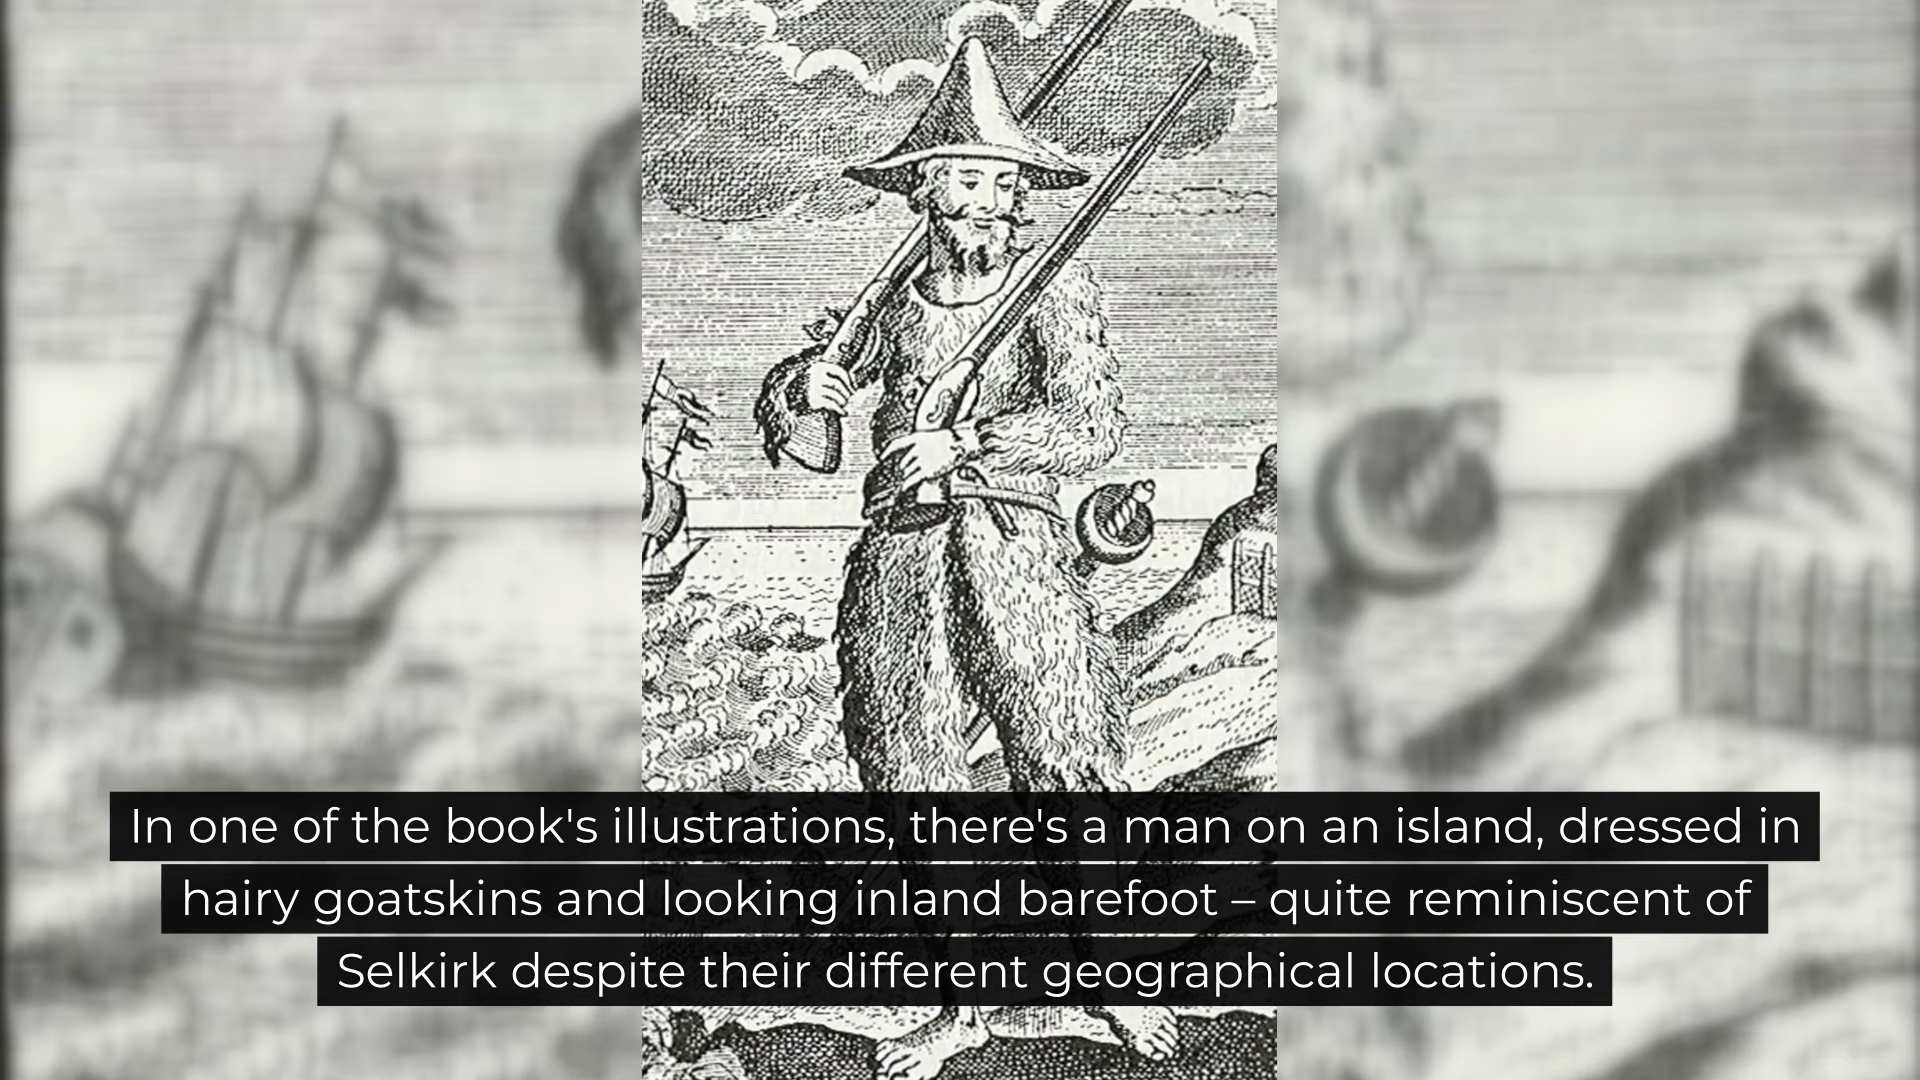 In one of the book's illustrations, there's a man on an island, dressed in
hairy goatskins and looking inland barefoot – quite reminiscent of
Selkirk despite their different geographical locations.